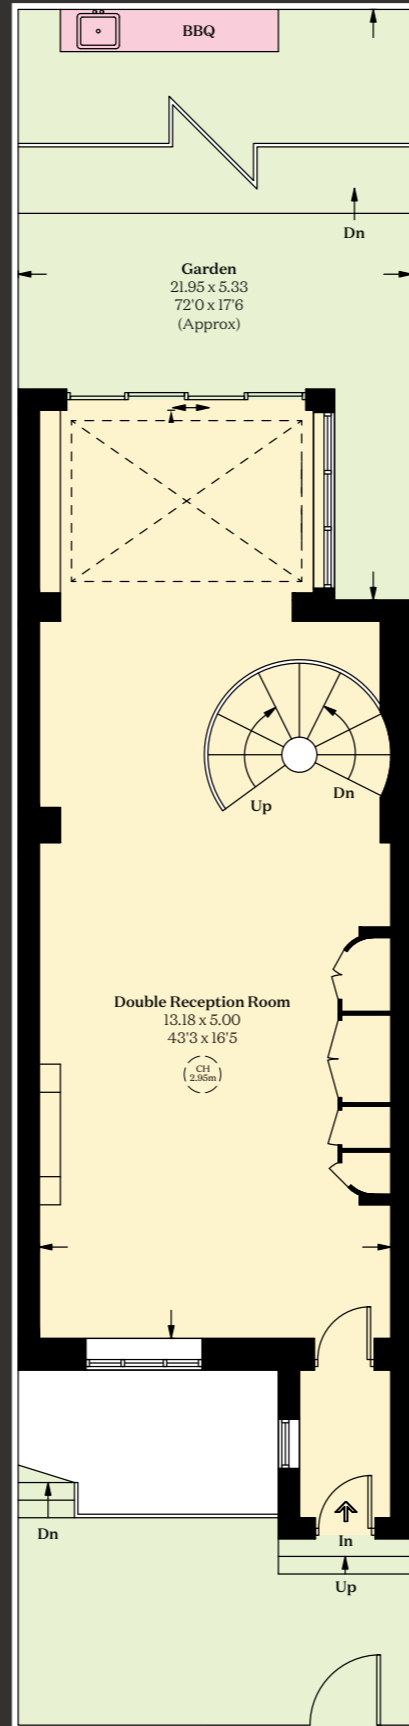 BBQ
Dn
Garden
21.95 x 5.33
72'0 x 17'6
(Approx)
Up
Dn
Double Reception Room
13.18 x 5.00
43'3 x 16'5
CH
2.95m
Dn
In
Up